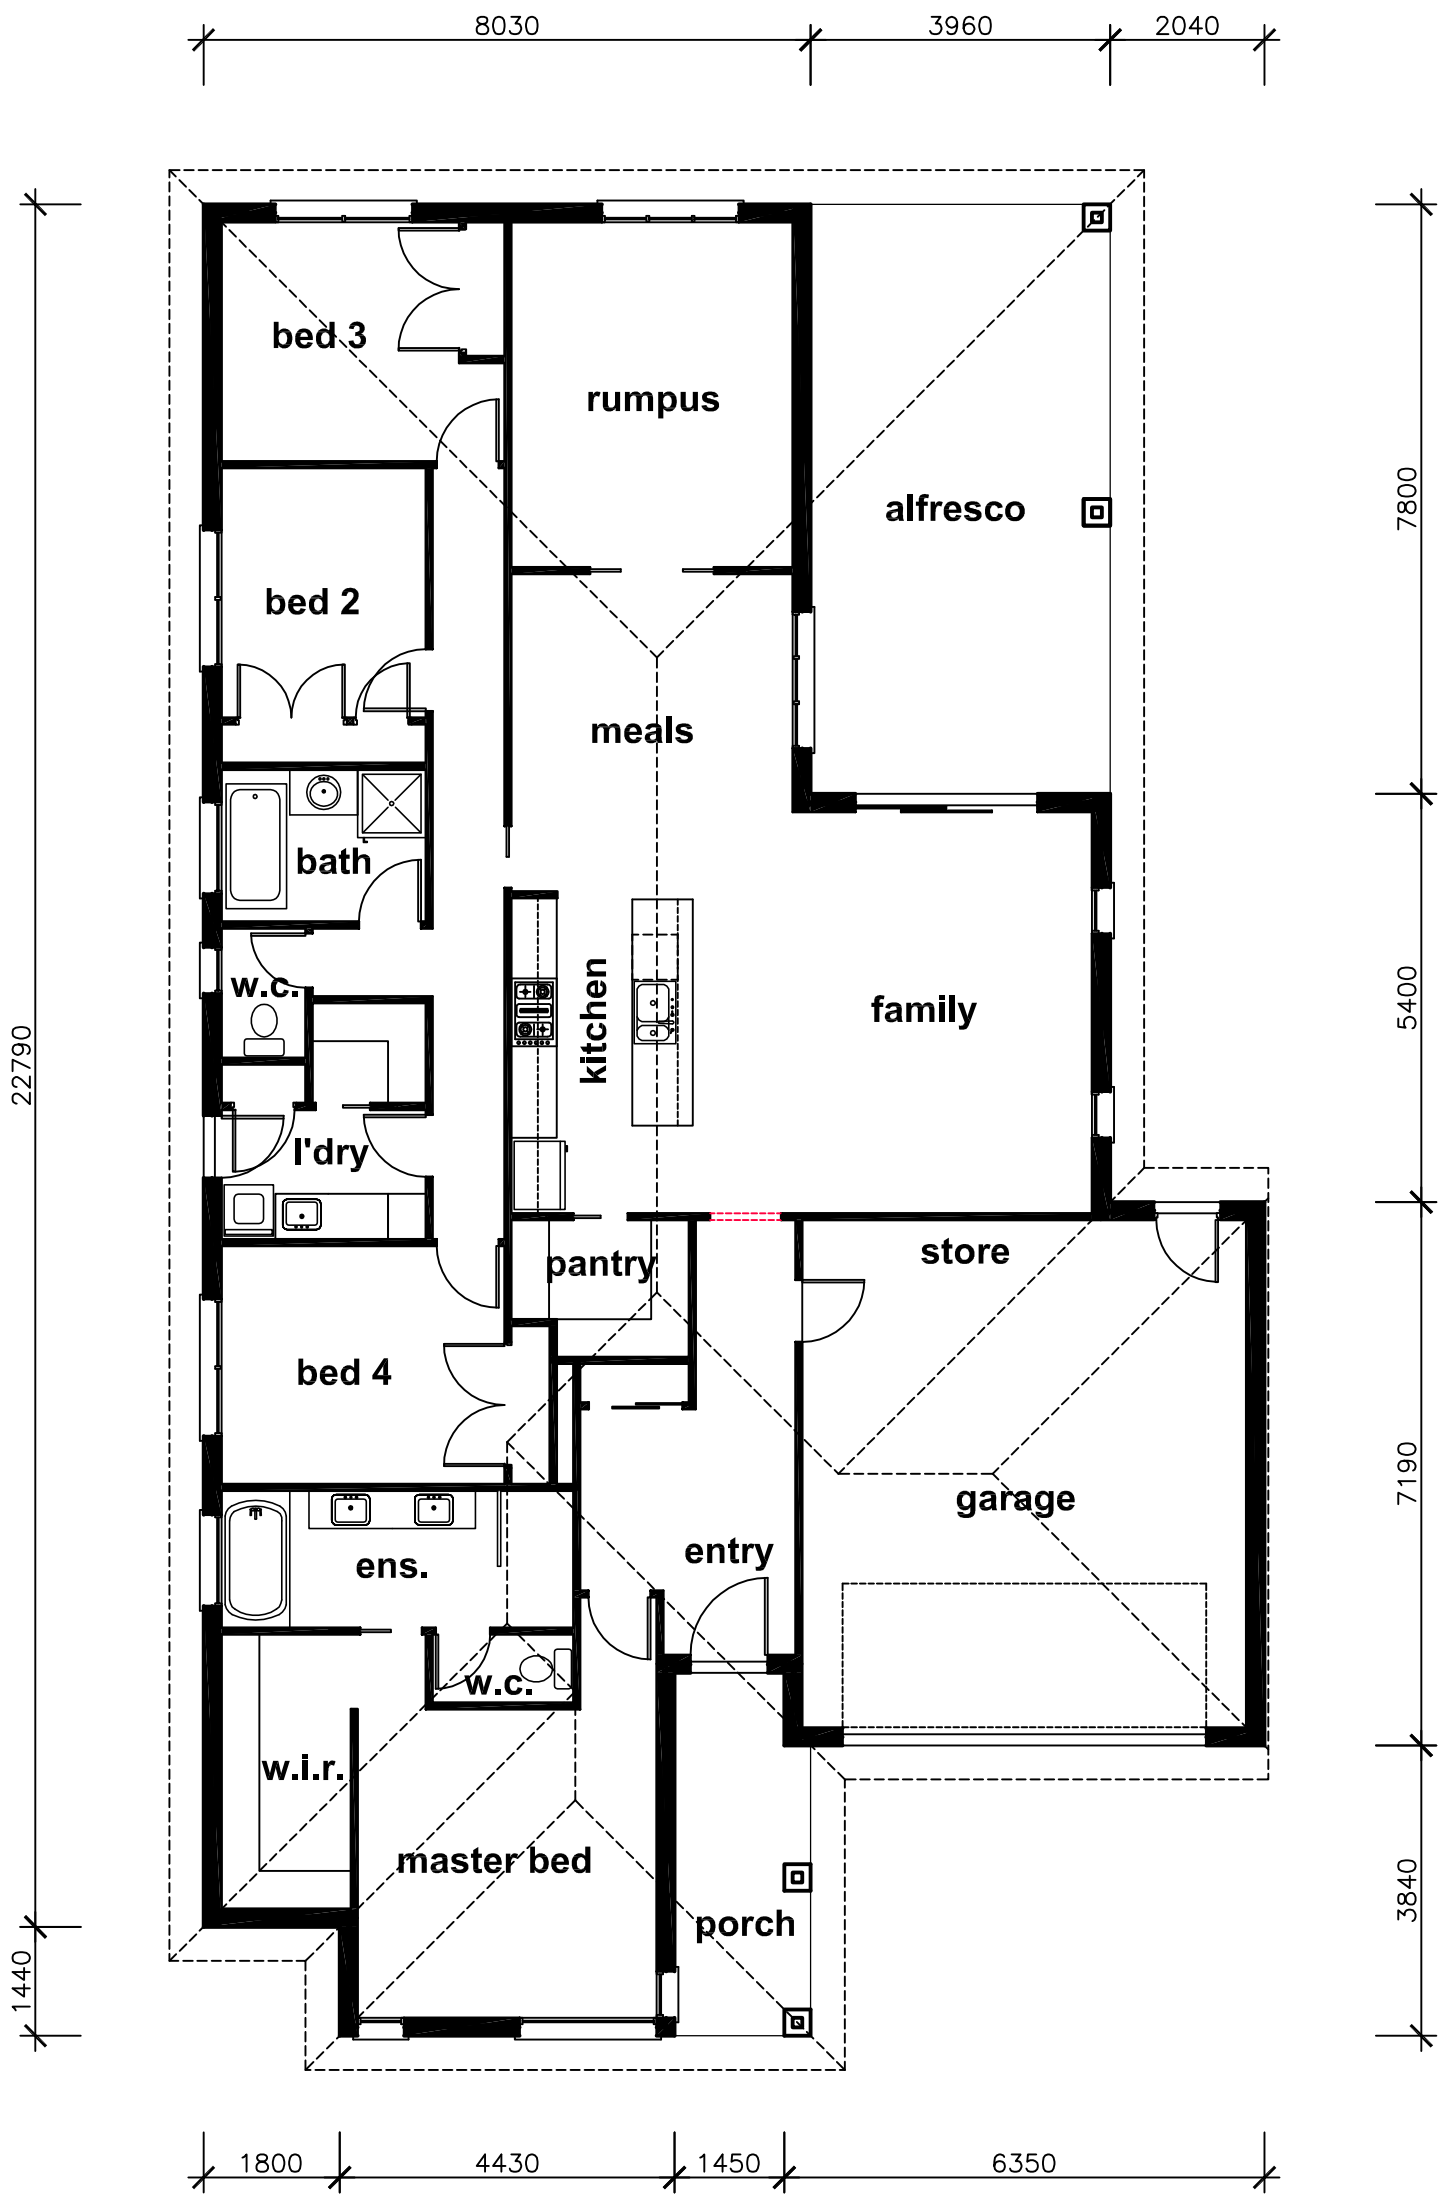 8030
3960
2040
bed 3
rumpus
alfresco
7800
bed 2
meals
bath
w.c.
kitchen
family
5400
22790
l'dry
pantry
store
bed 4
garage
7190
entry
ens.
w.c.
w.i.r.
master bed
porch
3840
1440
1800
4430
1450
6350